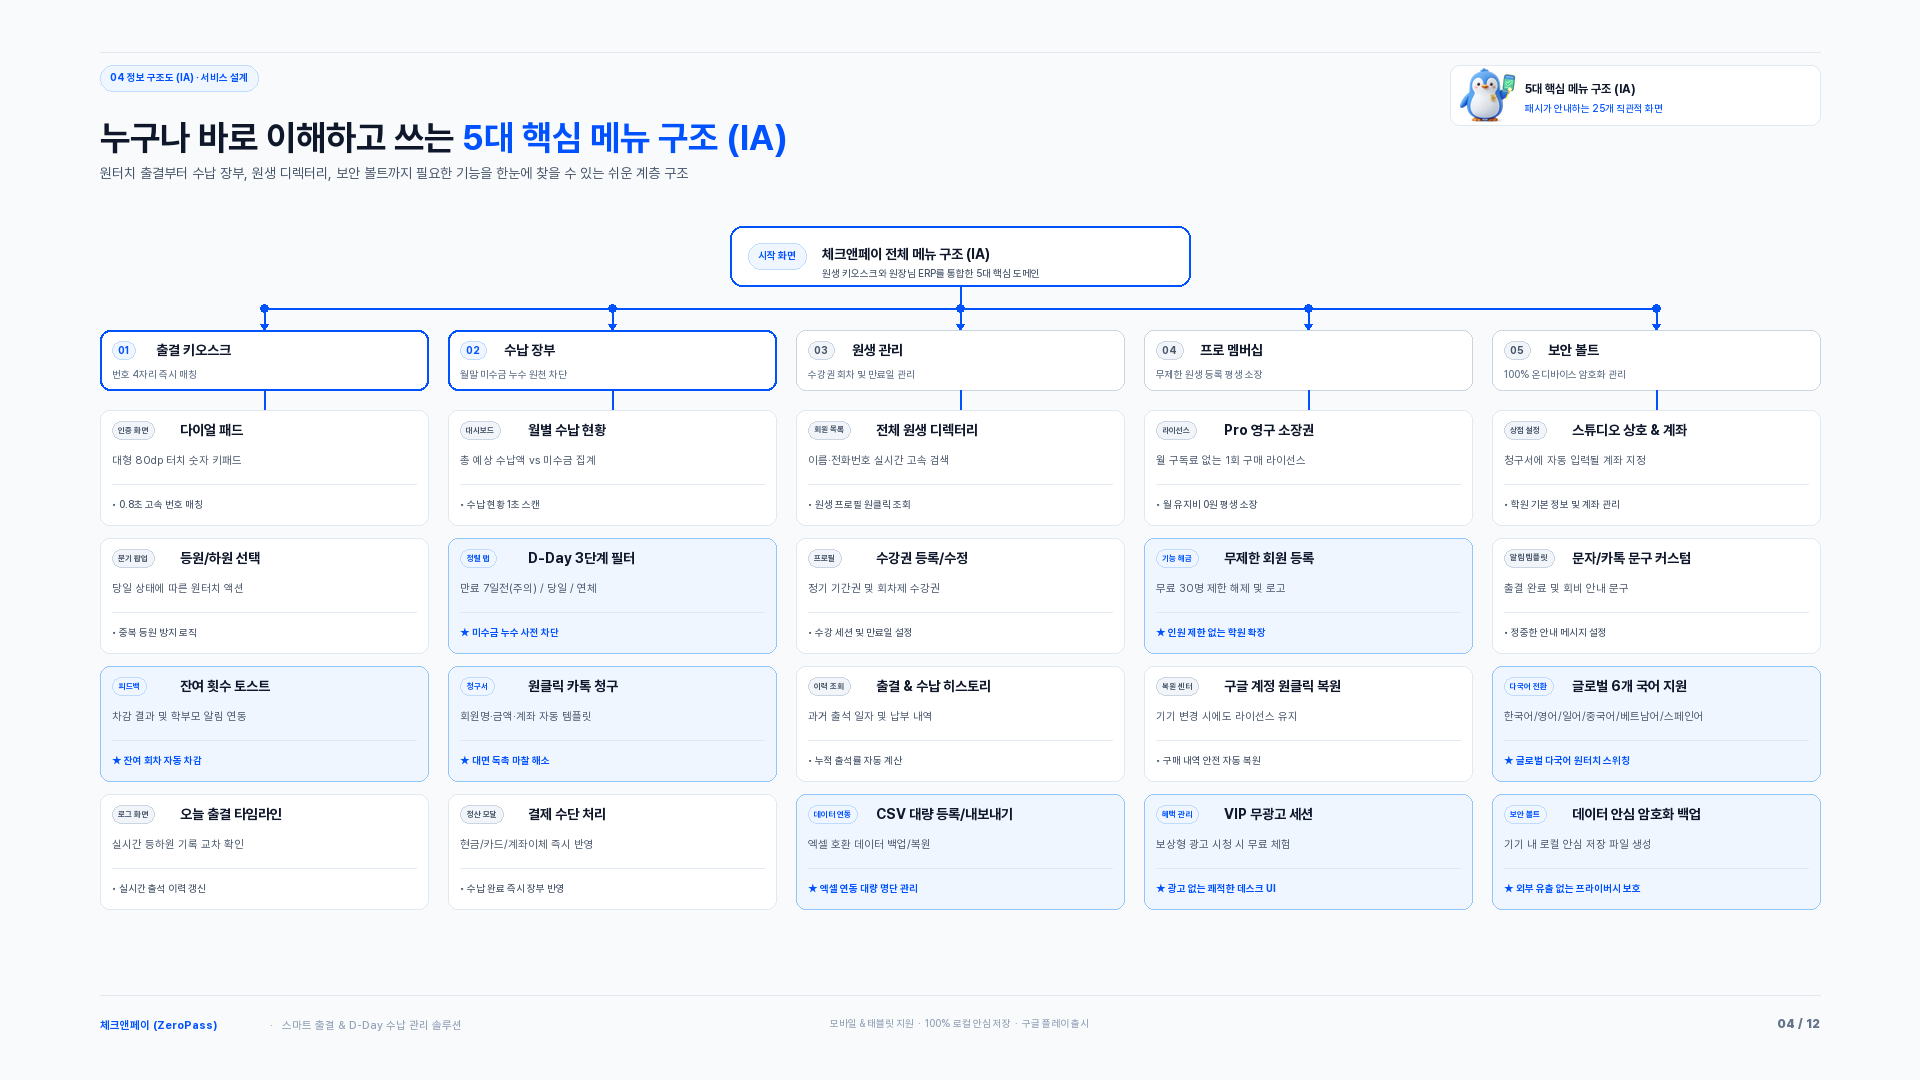 04 정보 구조도 (IA) · 서비스 설계
누구나 바로 이해하고 쓰는 5대 핵심 메뉴 구조 (IA)
원터치 출결부터 수납 장부, 원생 디렉터리, 보안 볼트까지 필요한 기능을 한눈에 찾을 수 있는 쉬운 계층 구조
5대 핵심 메뉴 구조 (IA)
패시가 안내하는 25개 직관적 화면
시작 화면
체크앤페이 전체 메뉴 구조 (IA)
원생 키오스크와 원장님 ERP를 통합한 5대 핵심 도메인
01 출결 키오스크
번호 4자리 즉시 매칭
02 수납 장부
월말 미수금 누수 원천 차단
03 원생 관리
수강권 회차 및 만료일 관리
04 프로 멤버십
무제한 원생 등록 평생 소장
05 보안 볼트
100% 온디바이스 암호화 관리
인증 화면 다이얼 패드
대형 80dp 터치 숫자 키패드
• 0.8초 고속 번호 매칭
대시보드 월별 수납 현황
총 예상 수납액 vs 미수금 집계
• 수납 현황 1초 스캔
회원 목록 전체 원생 디렉터리
이름·전화번호 실시간 고속 검색
• 원생 프로필 원클릭 조회
라이선스 Pro 영구 소장권
월 구독료 없는 1회 구매 라이선스
• 월 유지비 0원 평생 소장
상점 설정 스튜디오 상호 & 계좌
청구서에 자동 입력될 계좌 지정
• 학원 기본 정보 및 계좌 관리
분기 팝업 등원/하원 선택
당일 상태에 따른 원터치 액션
• 중복 등원 방지 로직
정렬 탭 D-Day 3단계 필터
만료 7일전(주의) / 당일 / 연체
★ 미수금 누수 사전 차단
프로필 수강권 등록/수정
정기 기간권 및 회차제 수강권
• 수강 세션 및 만료일 설정
기능 해금 무제한 회원 등록
무료 30명 제한 해제 및 로고
★ 인원 제한 없는 학원 확장
알림템플릿 문자/카톡 문구 커스텀
출결 완료 및 회비 안내 문구
• 정중한 안내 메시지 설정
피드백 잔여 횟수 토스트
차감 결과 및 학부모 알림 연동
★ 잔여 회차 자동 차감
청구서 원클릭 카톡 청구
회원명·금액·계좌 자동 템플릿
★ 대면 독촉 마찰 해소
이력 조회 출결 & 수납 히스토리
과거 출석 일자 및 납부 내역
• 누적 출석률 자동 계산
복원 센터 구글 계정 원클릭 복원
기기 변경 시에도 라이선스 유지
• 구매 내역 안전 자동 복원
다국어 전환 글로벌 6개 국어 지원
한국어/영어/일어/중국어/베트남어/스페인어
★ 글로벌 다국어 원터치 스위칭
로그 화면 오늘 출결 타임라인
실시간 등하원 기록 교차 확인
• 실시간 출석 이력 갱신
정산 모달 결제 수단 처리
현금/카드/계좌이체 즉시 반영
• 수납 완료 즉시 장부 반영
데이터 연동 CSV 대량 등록/내보내기
엑셀 호환 데이터 백업/복원
★ 엑셀 연동 대량 명단 관리
혜택 관리 VIP 무광고 세션
보상형 광고 시청 시 무료 체험
★ 광고 없는 쾌적한 데스크 UI
보안 볼트 데이터 안심 암호화 백업
기기 내 로컬 안심 저장 파일 생성
★ 외부 유출 없는 프라이버시 보호
체크앤페이 (ZeroPass) · 스마트 출결 & D-Day 수납 관리 솔루션
모바일 & 태블릿 지원 · 100% 로컬 안심 저장 · 구글 플레이 출시
04 / 12